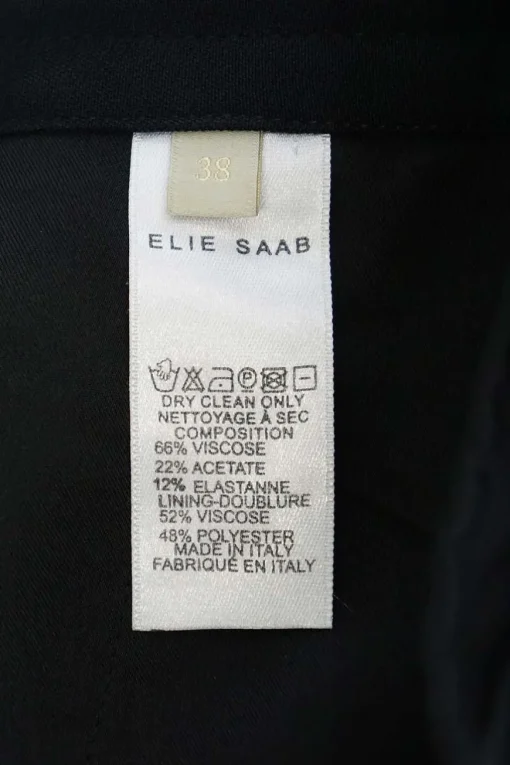 38
ELIE SAAB
P
DRY CLEAN ONLY
NETTOYAGE À SEC
COMPOSITION
66% VISCOSE
22% ACETATE
12% ELASTANNE
LINING-DOUBLURE
52% VISCOSE
48% POLYESTER
MADE IN ITALY
FABRIQUÉ EN ITALY